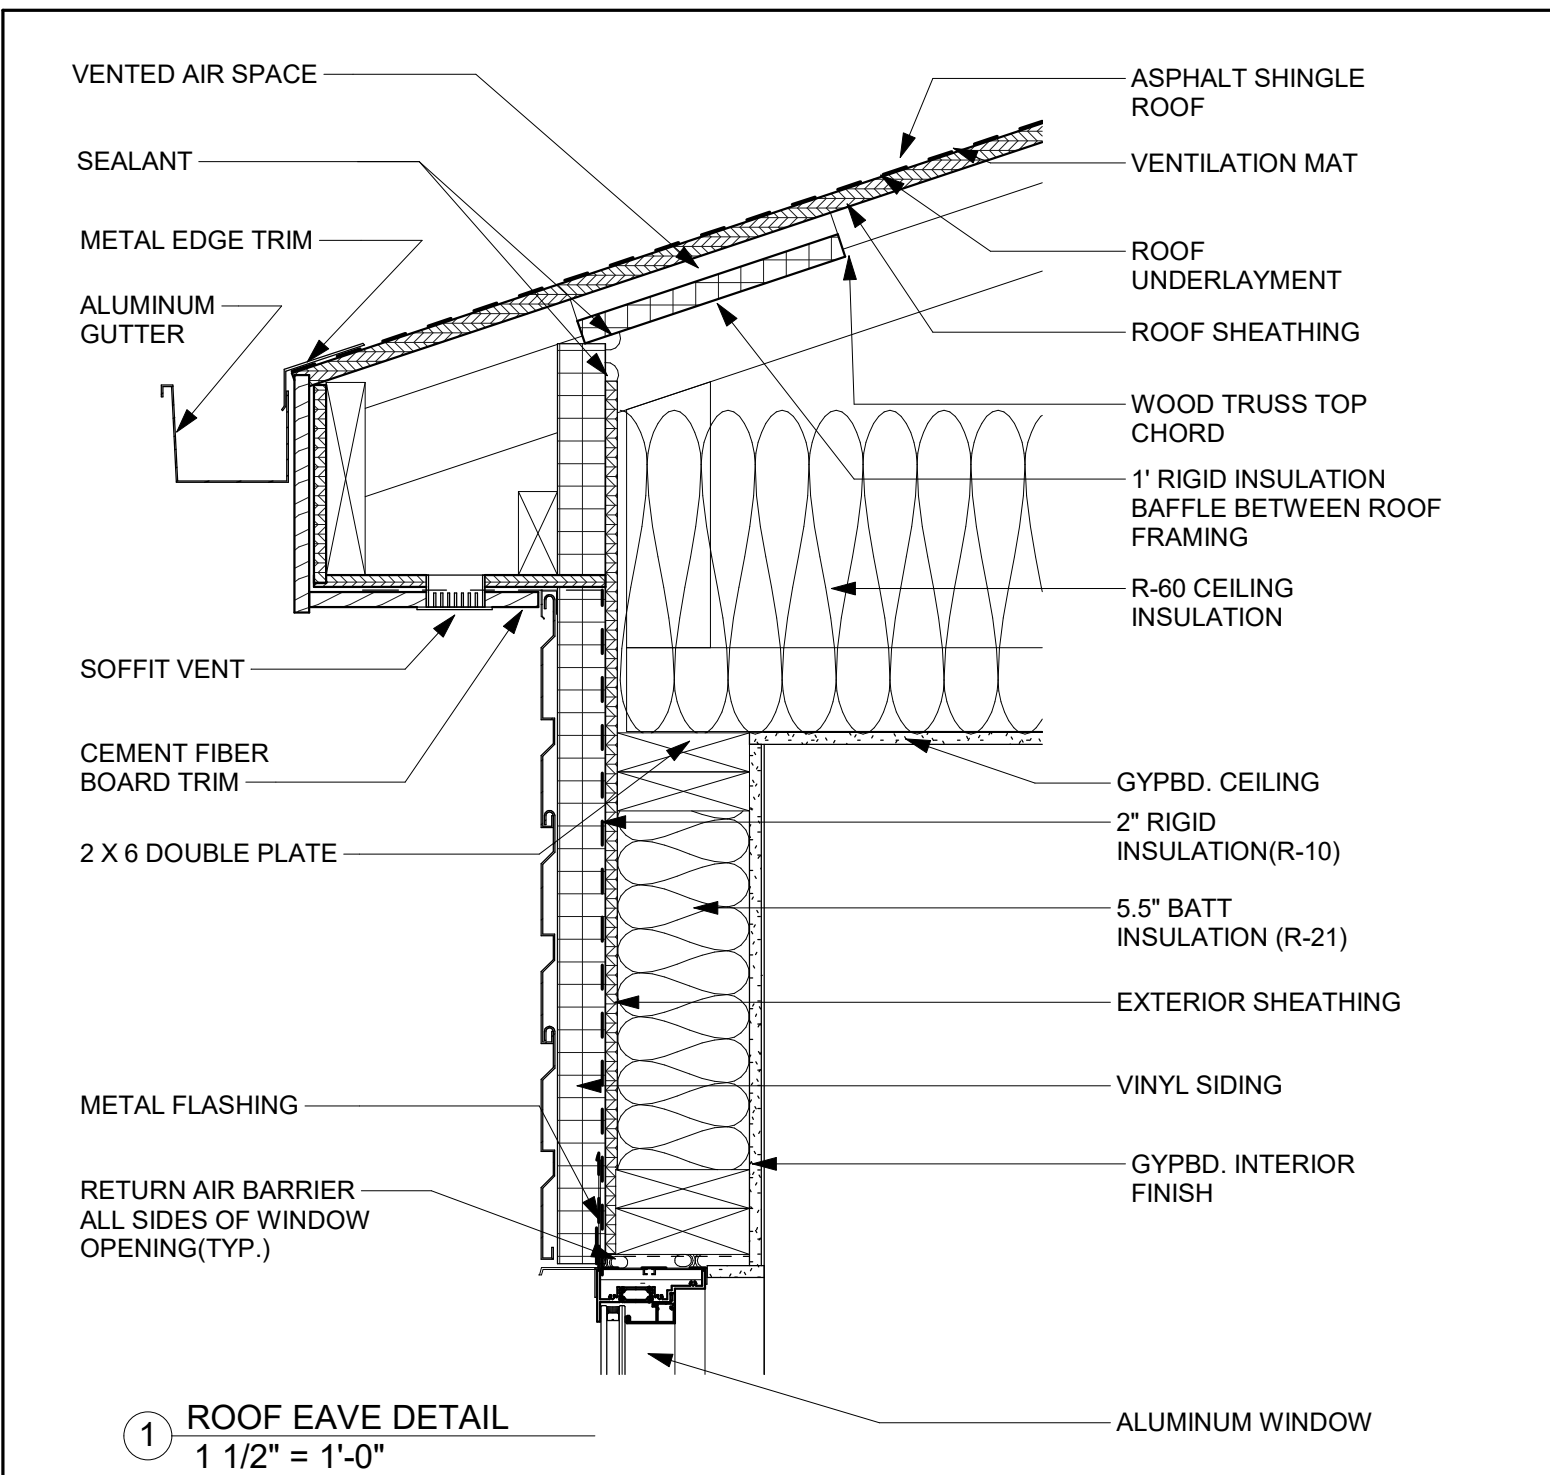 VENTED AIR SPACE
SEALANT
METAL EDGE TRIM
ALUMINUM
GUTTER
SOFFIT VENT
CEMENT FIBER
BOARD TRIM
2 X 6 DOUBLE PLATE
METAL FLASHING
RETURN AIR BARRIER
ALL SIDES OF WINDOW
OPENING(TYP.)
ASPHALT SHINGLE
ROOF
VENTILATION MAT
ROOF
UNDERLAYMENT
ROOF SHEATHING
WOOD TRUSS TOP
CHORD
1' RIGID INSULATION
BAFFLE BETWEEN ROOF
FRAMING
R-60 CEILING
INSULATION
GYPBD. CEILING
2" RIGID
INSULATION(R-10)
5.5" BATT
INSULATION (R-21)
EXTERIOR SHEATHING
VINYL SIDING
GYPBD. INTERIOR
FINISH
ALUMINUM WINDOW
1 ROOF EAVE DETAIL
1 1/2" = 1'-0"